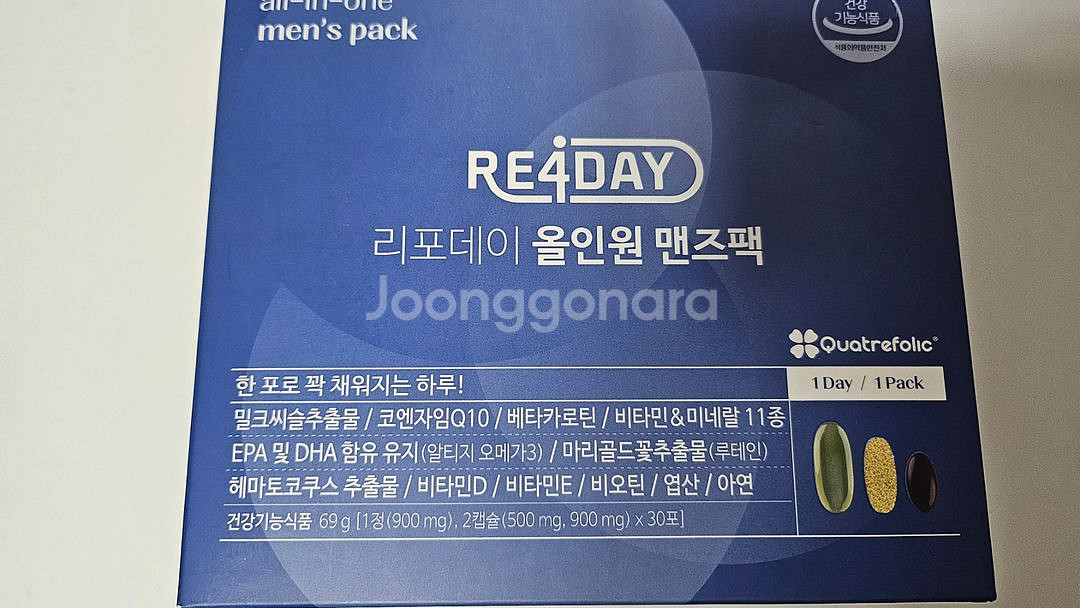 all-in-one
men's pack
건강
기능식품
식품의약품안전처
RE4DAY
리포데이 올인원 맨즈팩
Joonggonara
Quatrefolic®
1 Day / 1 Pack
한 포로 꽉 채워지는 하루!
밀크씨슬추출물 / 코엔자임Q10 / 베타카로틴 / 비타민&미네랄 11종
EPA 및 DHA 함유 유지(알티지 오메가3) / 마리골드꽃추출물(루테인)
헤마토코쿠스 추출물 / 비타민D / 비타민E / 비오틴 / 엽산 / 아연
건강기능식품 69 g [1정(900 mg), 2캡슐(500 mg, 900 mg) x 30포]